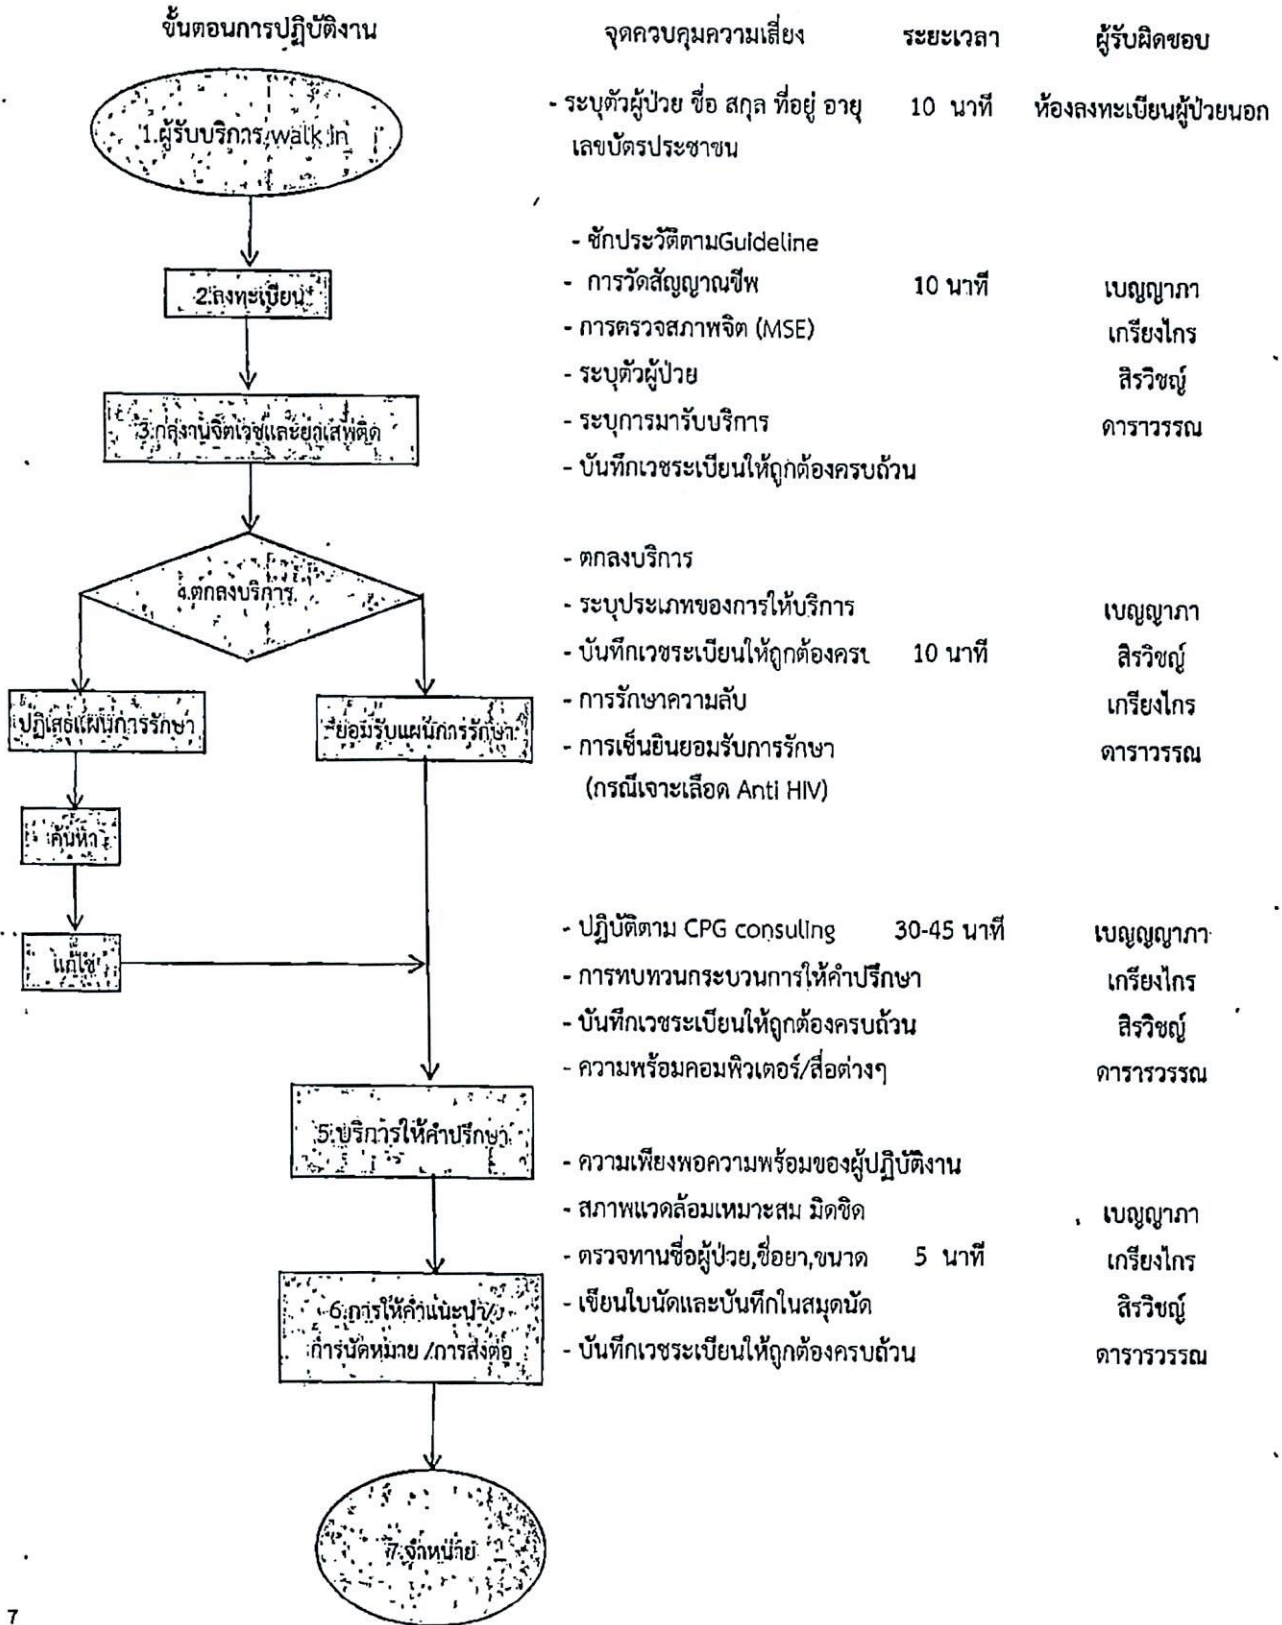 ขั้นตอนการปฏิบัติงาน จุดควบคุมความเสี่ยง ระยะเวลา ผู้รับผิดชอบ
1.ผู้รับบริการ/walk in
- ระบุตัวผู้ป่วย ชื่อ สกุล ที่อยู่ อายุ 10 นาที ห้องลงทะเบียนผู้ป่วยนอก
เลขบัตรประชาชน
- ซักประวัติตามGuideline
2.ลงทะเบียน
- การวัดสัญญาณชีพ 10 นาที เบญญาภา
- การตรวจสภาพจิต (MSE) เกรียงไกร
- ระบุตัวผู้ป่วย สิรวิชญ์
3.กลุ่งานจิตเวชและยาเสพติด
- ระบุการมารับบริการ ดาราวรรณ
- บันทึกเวชระเบียนให้ถูกต้องครบถ้วน
- ตกลงบริการ
4.ตกลงบริการ
- ระบุประเภทของการให้บริการ เบญญาภา
- บันทึกเวชระเบียนให้ถูกต้องครบ 10 นาที สิรวิชญ์
- การรักษาความลับ เกรียงไกร
ปฏิเสธแผนการรักษา ยอมรับแผนการรักษา
- การเซ็นยินยอมรับการรักษา ดาราวรรณ
(กรณีเจาะเลือด Anti HIV)
ค้นหา
- ปฏิบัติตาม CPG consuling 30-45 นาที เบญญญาภา
แก้ไข
- การทบทวนกระบวนการให้คำปรึกษา เกรียงไกร
- บันทึกเวชระเบียนให้ถูกต้องครบถ้วน สิรวิชญ์
- ความพร้อมคอมพิวเตอร์/สื่อต่างๆ ดารารวรรณ
5.บริการให้คำปรึกษา
- ความเพียงพอความพร้อมของผู้ปฏิบัติงาน
- สภาพแวดล้อมเหมาะสม มิดชิด เบญญาภา
- ตรวจทานชื่อผู้ป่วย,ชื่อยา,ขนาด 5 นาที เกรียงไกร
6.การให้คำแนะนำ/
การนัดหมาย /การส่งต่อ
- เขียนใบนัดและบันทึกในสมุดนัด สิรวิชญ์
- บันทึกเวชระเบียนให้ถูกต้องครบถ้วน ดารารวรรณ
7.จำหน่าย
7